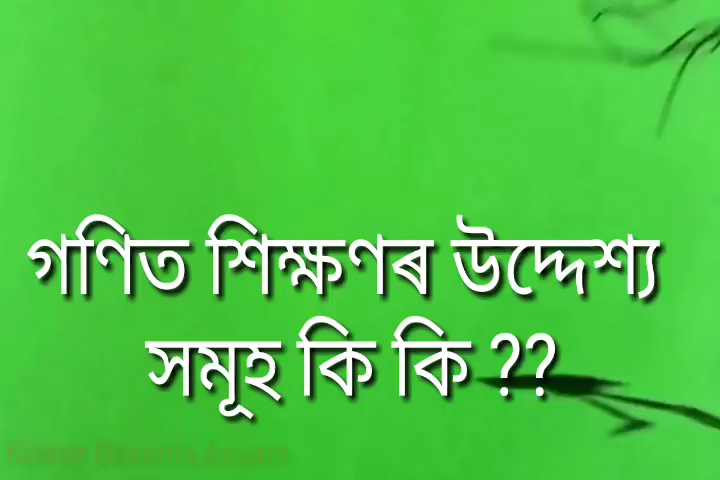 গণিত শিক্ষণৰ উদ্দেশ্য
সমূহ কি কি ??